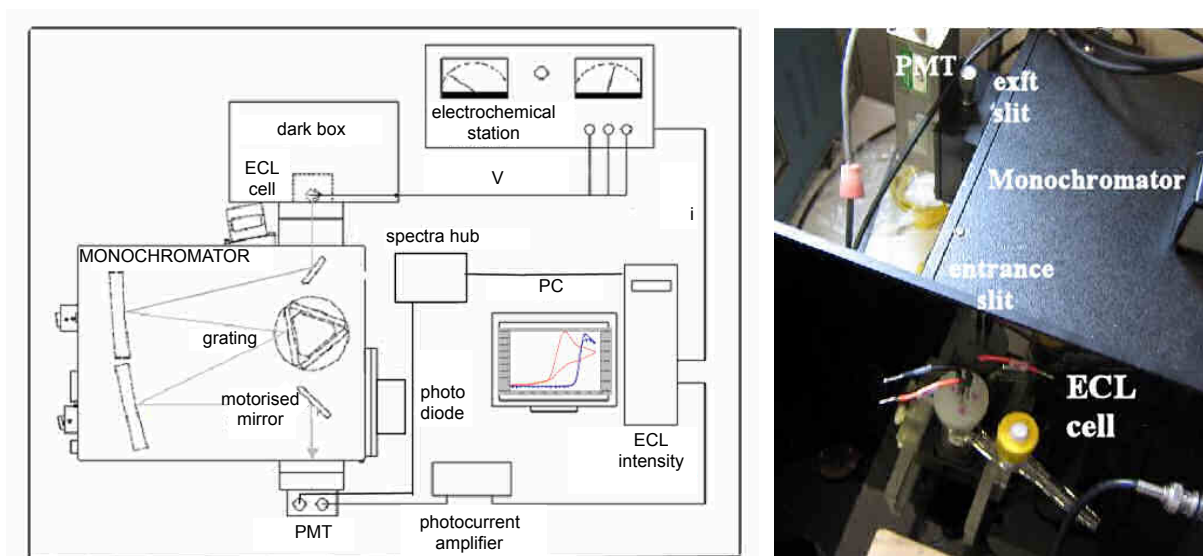 electrochemical
station
dark box
ECL
cell
V
i
spectra hub
MONOCHROMATOR
PC
grating
motorised
mirror
photo
diode
ECL
intensity
PMT
photocurrent
amplifier
PMT
exit
slit
Monochromator
entrance
slit
ECL
cell